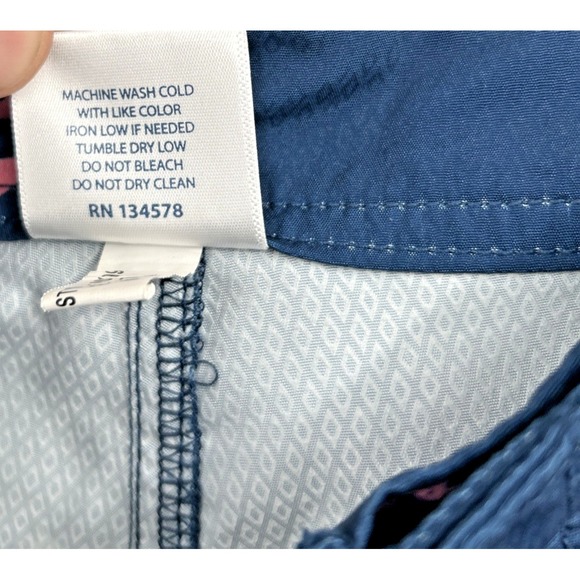 MACHINE WASH COLD
WITH LIKE COLOR
IRON LOW IF NEEDED
TUMBLE DRY LOW
DO NOT BLEACH
DO NOT DRY CLEAN
RN 134578
ST